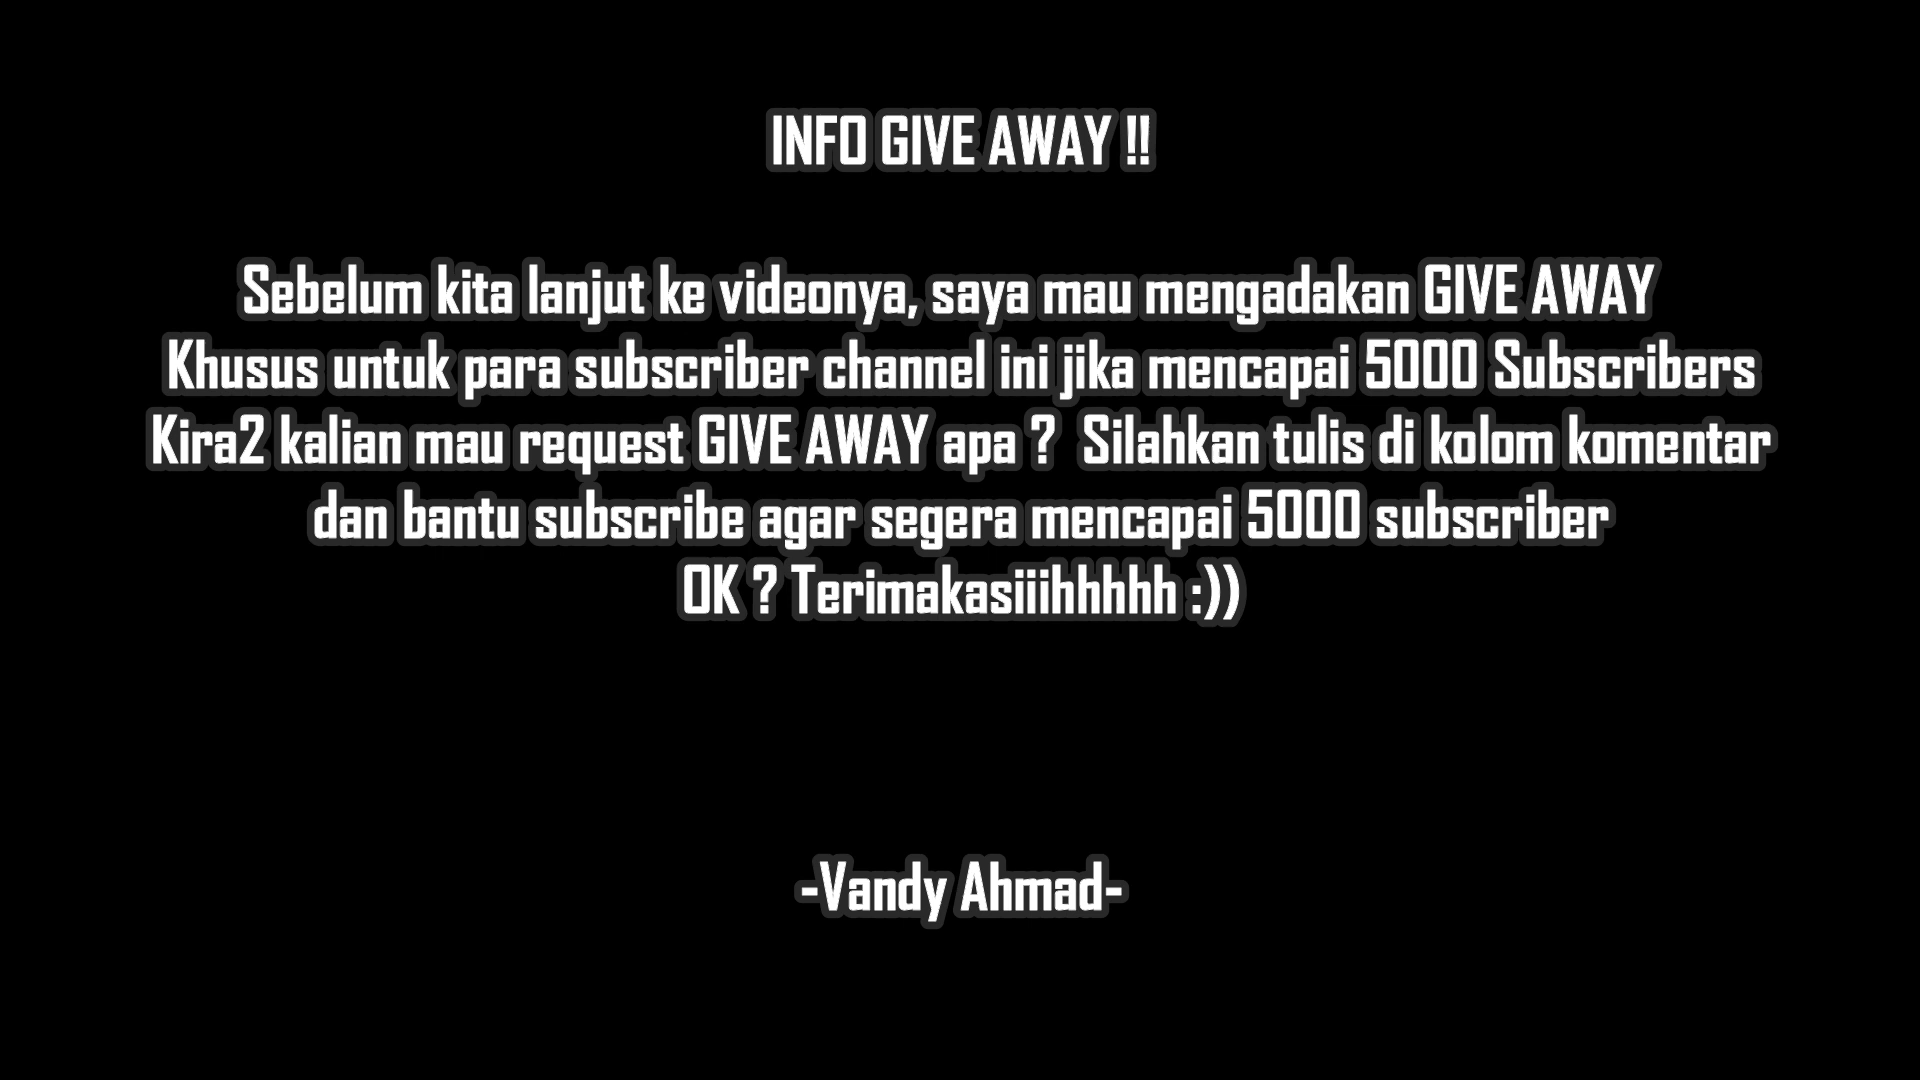 INFO GIVE AWAY !!
Sebelum kita lanjut ke videonya, saya mau mengadakan GIVE AWAY
Khusus untuk para subscriber channel ini jika mencapai 5000 Subscribers
Kira2 kalian mau request GIVE AWAY apa ? Silahkan tulis di kolom komentar
dan bantu subscribe agar segera mencapai 5000 subscriber
OK ? Terimakasiiihhhhh :))
-Vandy Ahmad-